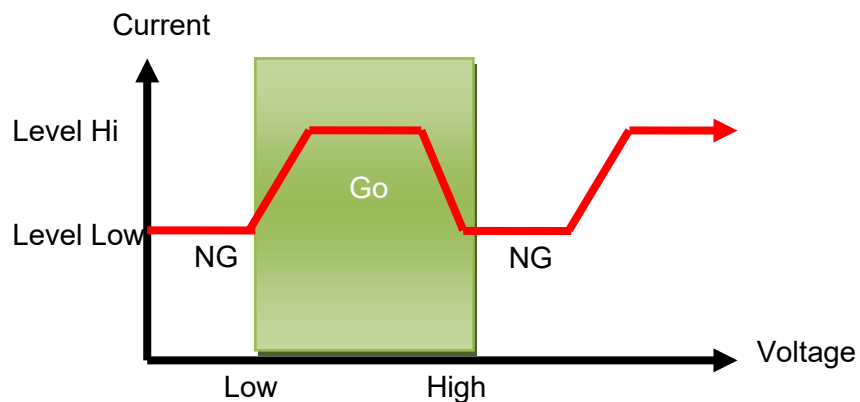 Current
Level Hi
Go
Level Low
NG
NG
Voltage
Low
High